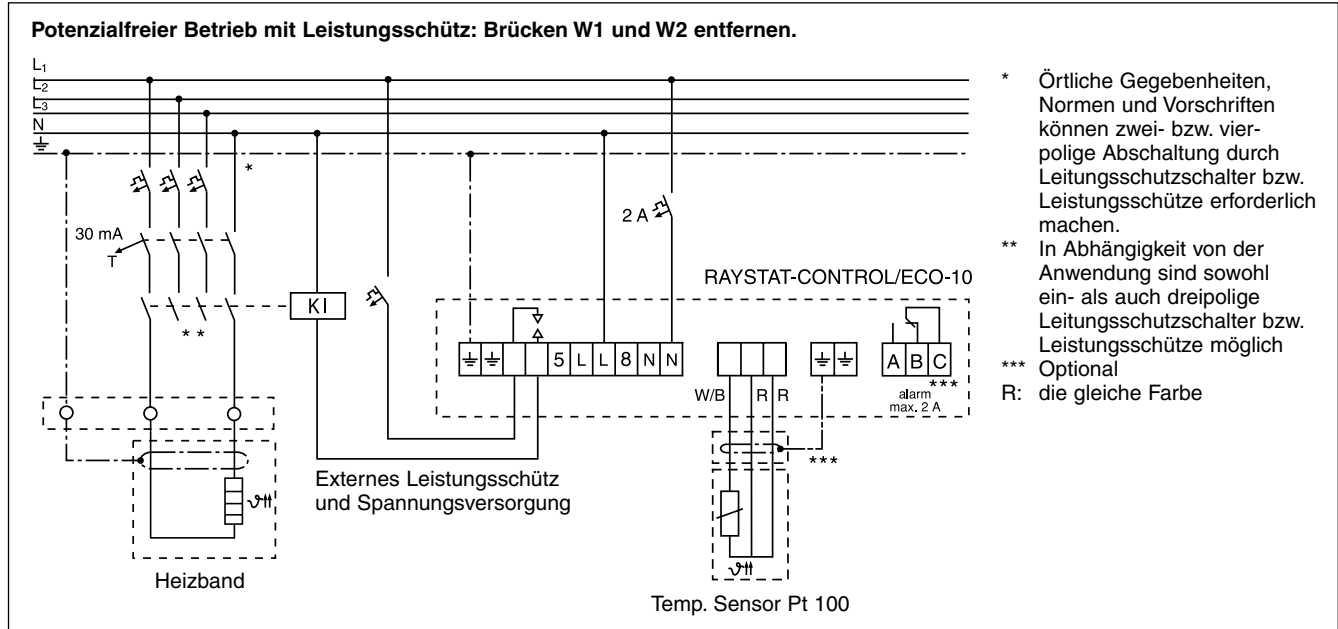 Potenzialfreier Betrieb mit Leistungsschütz: Brücken W1 und W2 entfernen.
L1
L2
L3
N
*
30 mA
T
* *
KI
2 A
RAYSTAT-CONTROL/ECO-10
5 L L 8 N N
A B C
W/B R R
***
alarm
max. 2 A
***
Externes Leistungsschütz
und Spannungsversorgung
ϑ
Heizband
ϑ
Temp. Sensor Pt 100
* Örtliche Gegebenheiten,
Normen und Vorschriften
können zwei- bzw. vier-
polige Abschaltung durch
Leitungsschutzschalter bzw.
Leistungsschütze erforderlich
machen.
** In Abhängigkeit von der
Anwendung sind sowohl
ein- als auch dreipolige
Leitungsschutzschalter bzw.
Leistungsschütze möglich
*** Optional
R: die gleiche Farbe